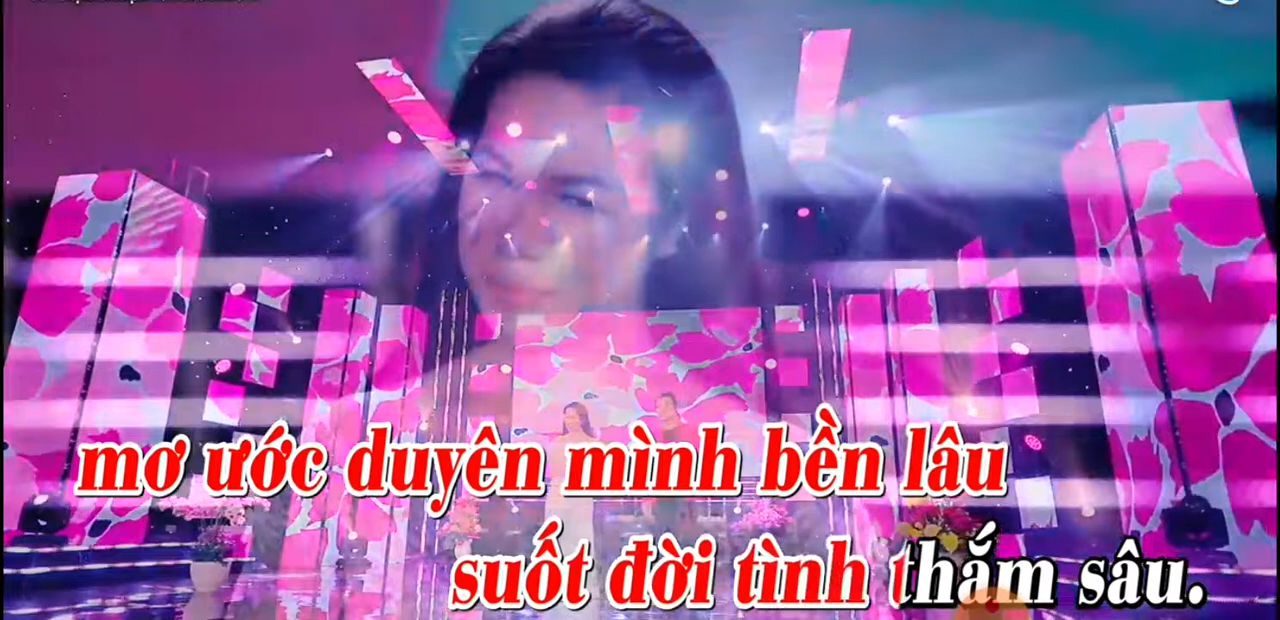 mơ ước duyên mình bền lâu
suốt đời tình thắm sâu.